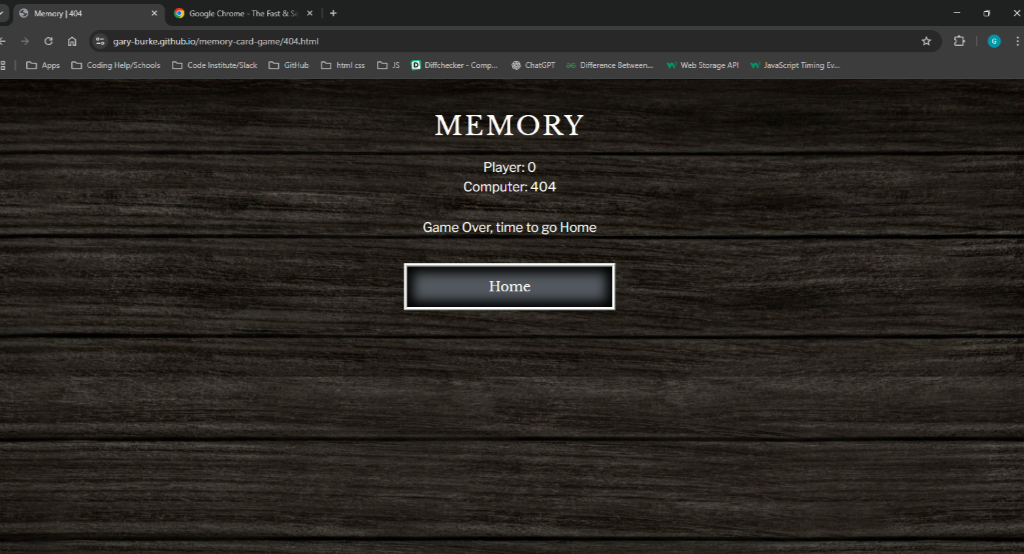 Memory | 404
Google Chrome - The Fast & Se
gary-burke.github.io/memory-card-game/404.html
G
Apps
Coding Help/Schools
Code Institute/Slack
GitHub
html css
JS
Diffchecker - Comp...
ChatGPT
Difference Between...
Web Storage API
JavaScript Timing Ev...
MEMORY
Player: 0
Computer: 404
Game Over, time to go Home
Home